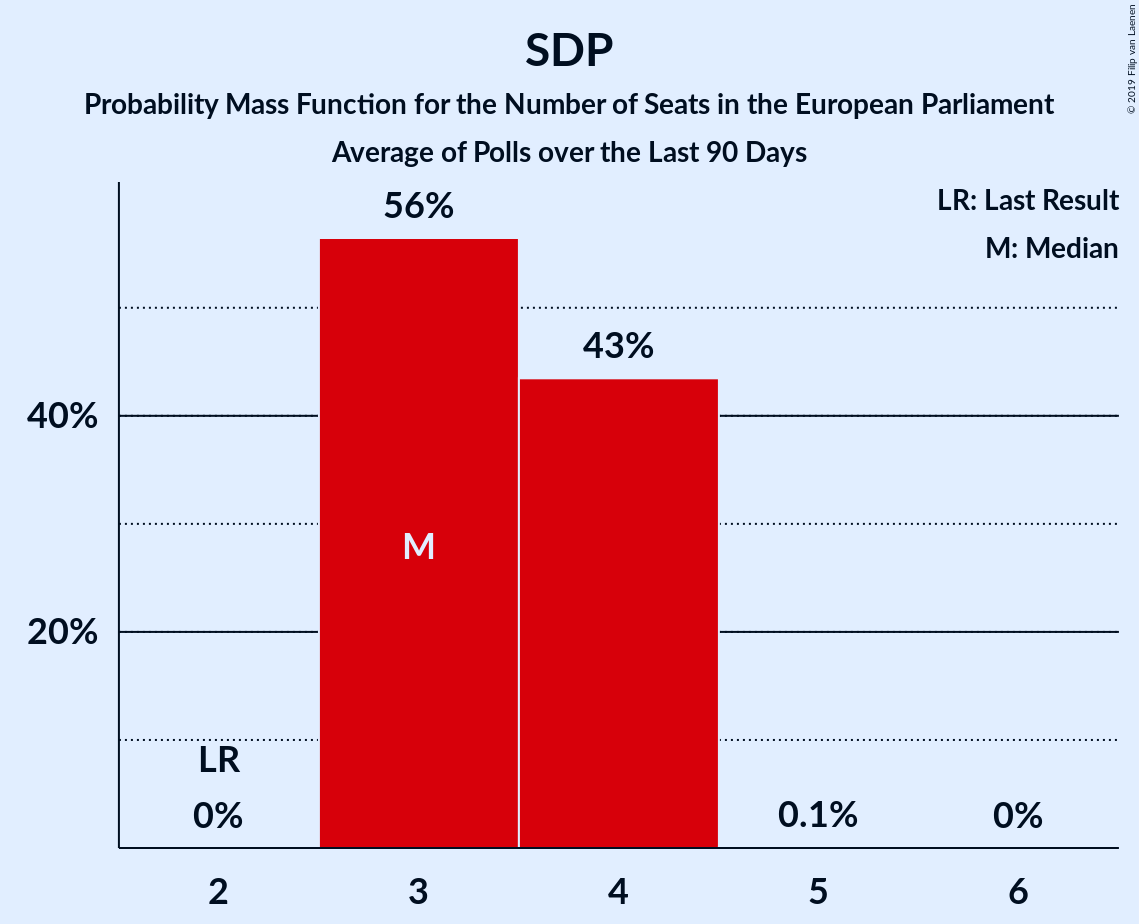 SDP
Probability Mass Function for the Number of Seats in the European Parliament
Average of Polls over the Last 90 Days
© 2019 Filip van Laenen
LR: Last Result
M: Median
56%
43%
40%
M
20%
LR
0%
0.1%
0%
2 3 4 5 6